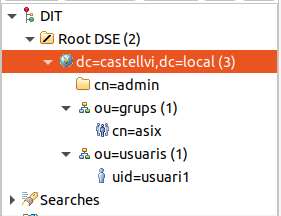 DIT
Root DSE (2)
dc=castellvi,dc=local (3)
cn=admin
ou=grups (1)
cn=asix
ou=usuaris (1)
uid=usuari1
Searches